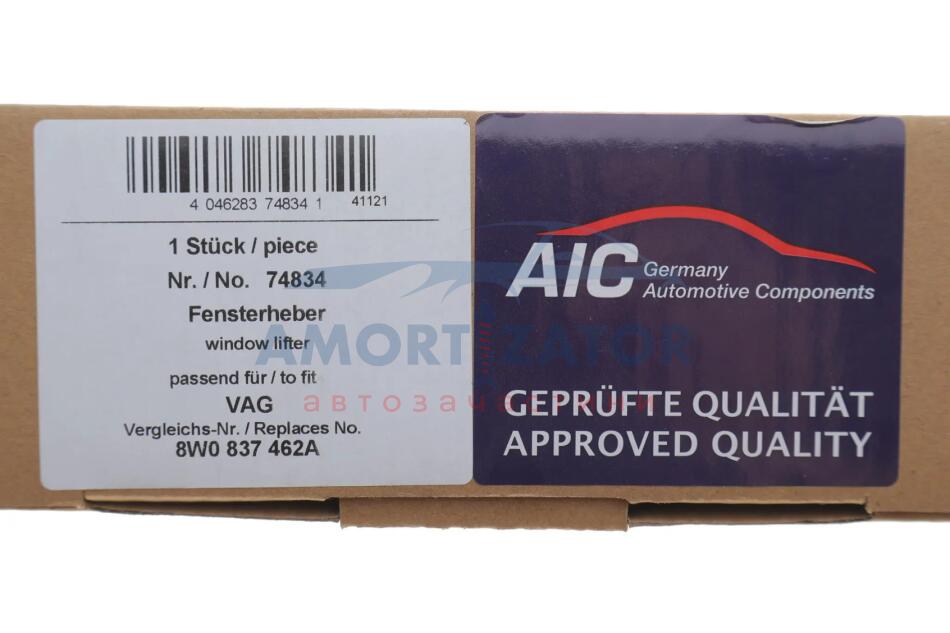 4 046283 74834 1
41121
1 Stück / piece
Nr. / No. 74834
Fensterheber
window lifter
passend für / to fit
VAG
Vergleichs-Nr. / Replaces No.
8W0 837 462A
AIC Germany
Automotive Components
GEPRÜFTE QUALITÄT
APPROVED QUALITY
AMORTIZATOR
автозапчастини